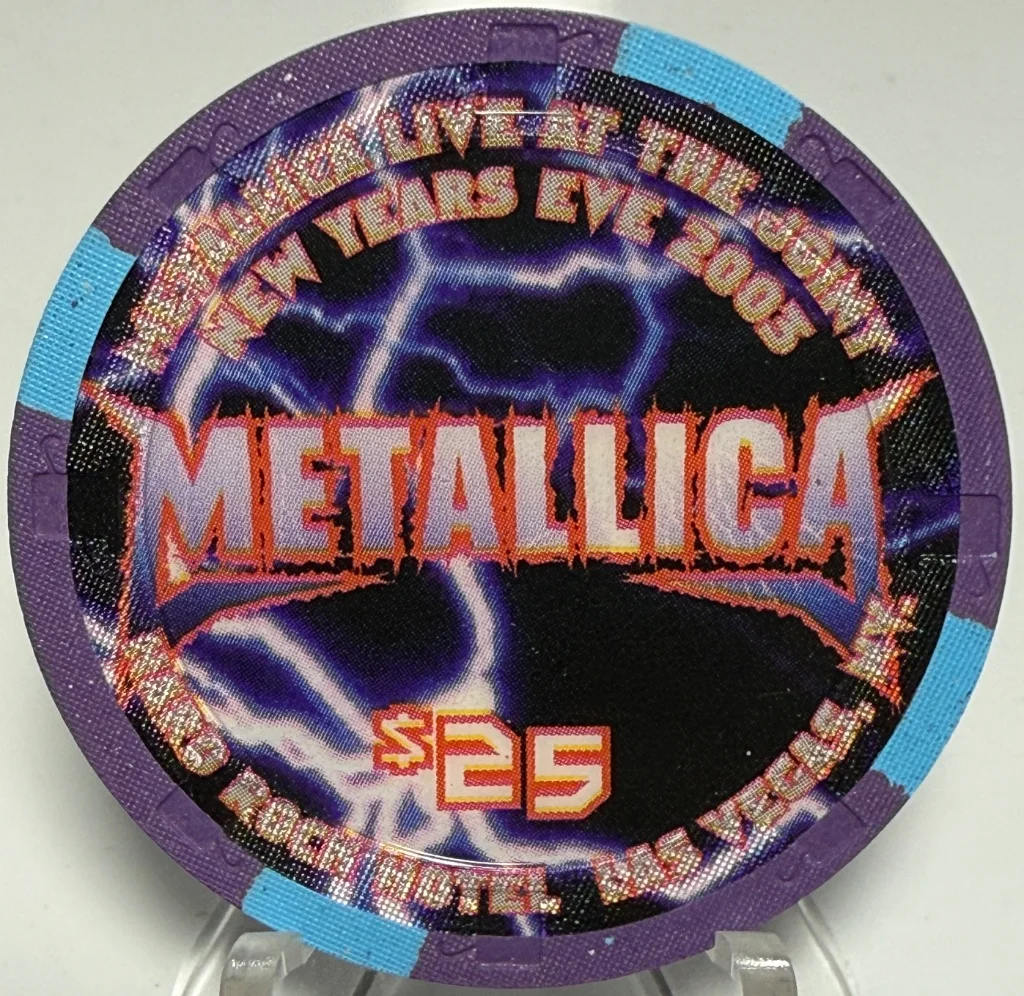 METALLICA LIVE AT THE JOINT
NEW YEARS EVE 2003
METALLICA
$25
HARD ROCK HOTEL LAS VEGAS, NV.